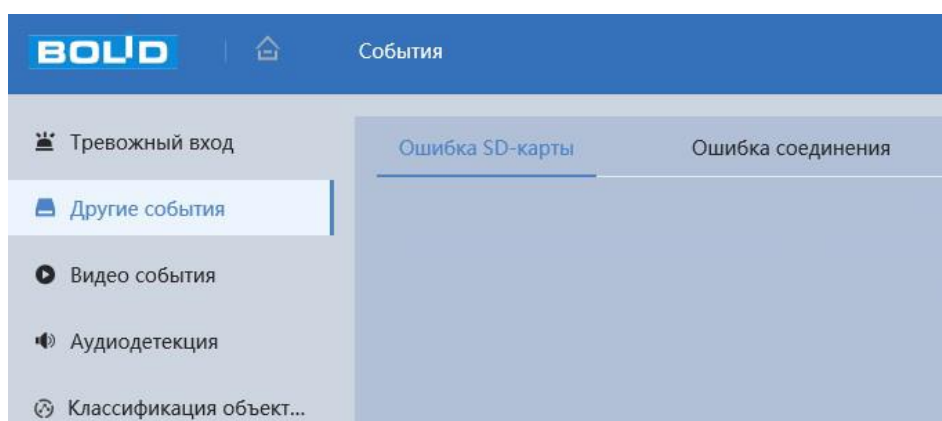 BOLID
События
Тревожный вход
Ошибка SD-карты
Ошибка соединения
Другие события
Видео события
Аудиодетекция
Классификация объект...